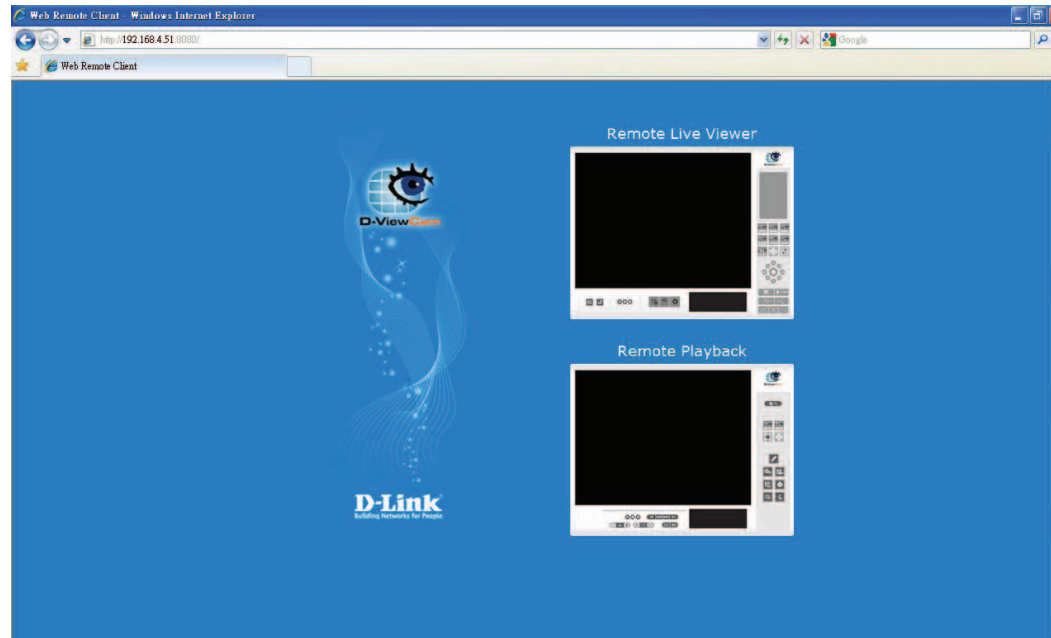 Web Remote Client - Windows Internet Explorer
http://192.168.4.51:8080/
Google
Web Remote Client
Remote Live Viewer
D-ViewCam
Remote Playback
D-Link
Building Networks for People